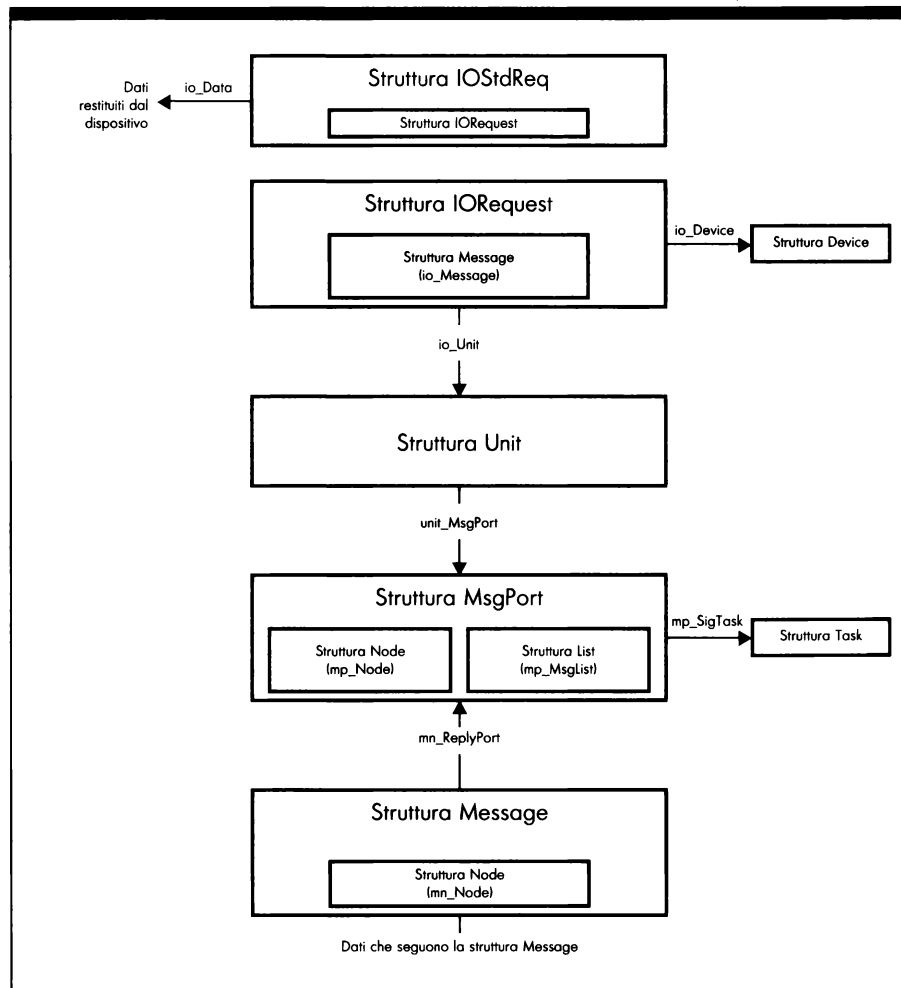 Struttura IOStdReq
Dati
restituiti dal
dispositivo
io_Data
Struttura IORequest
Struttura IORequest
Struttura Message
(io_Message)
io_Device
Struttura Device
io_Unit
Struttura Unit
unit_MsgPort
Struttura MsgPort
Struttura Node
(mp_Node)
Struttura List
(mp_MsgList)
mp_SigTask
Struttura Task
mn_ReplyPort
Struttura Message
Struttura Node
(mn_Node)
Dati che seguono la struttura Message